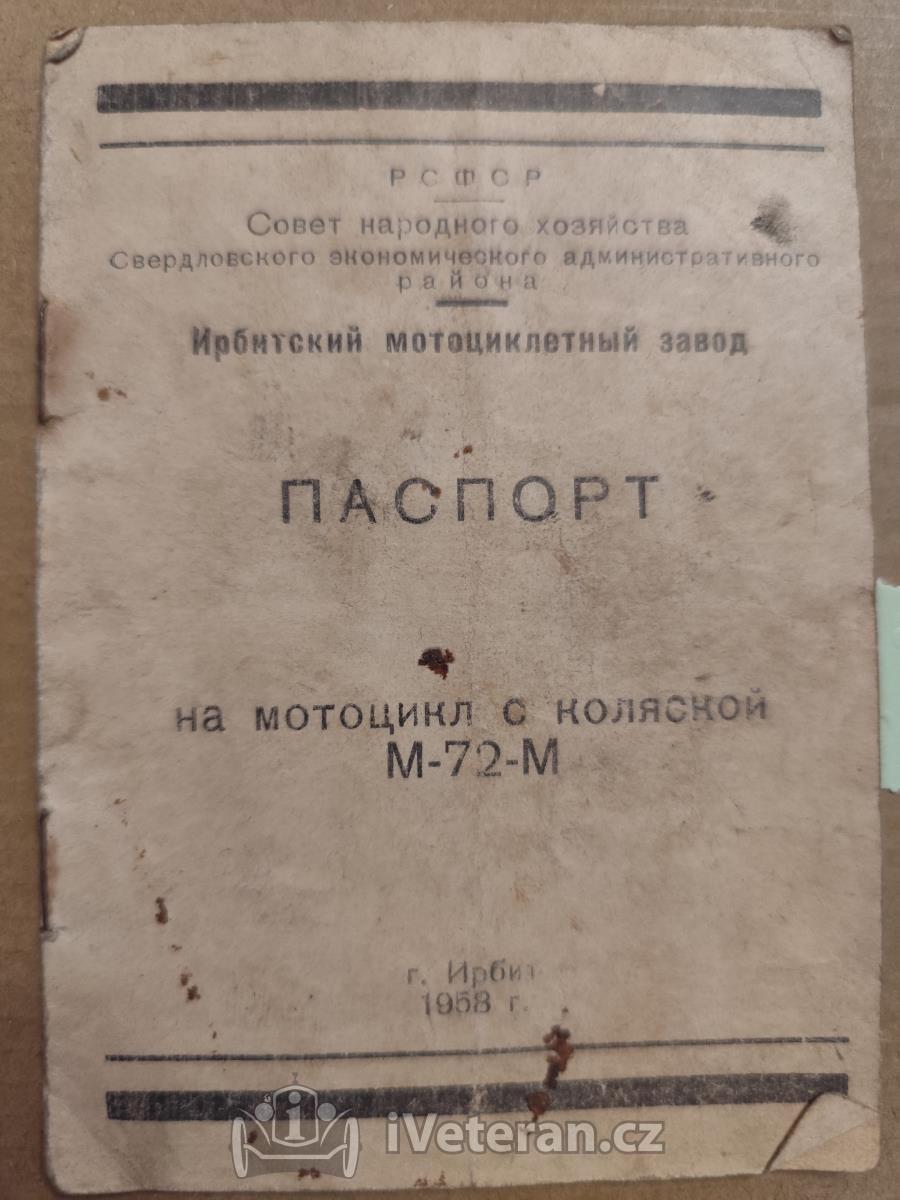 РСФСР
Совет народного хозяйства
Свердловского экономического административного
района
Ирбитский мотоциклетный завод
ПАСПОРТ
на мотоцикл с коляской
М-72-М
г. Ирбит
1958 г.
iVeteran.cz